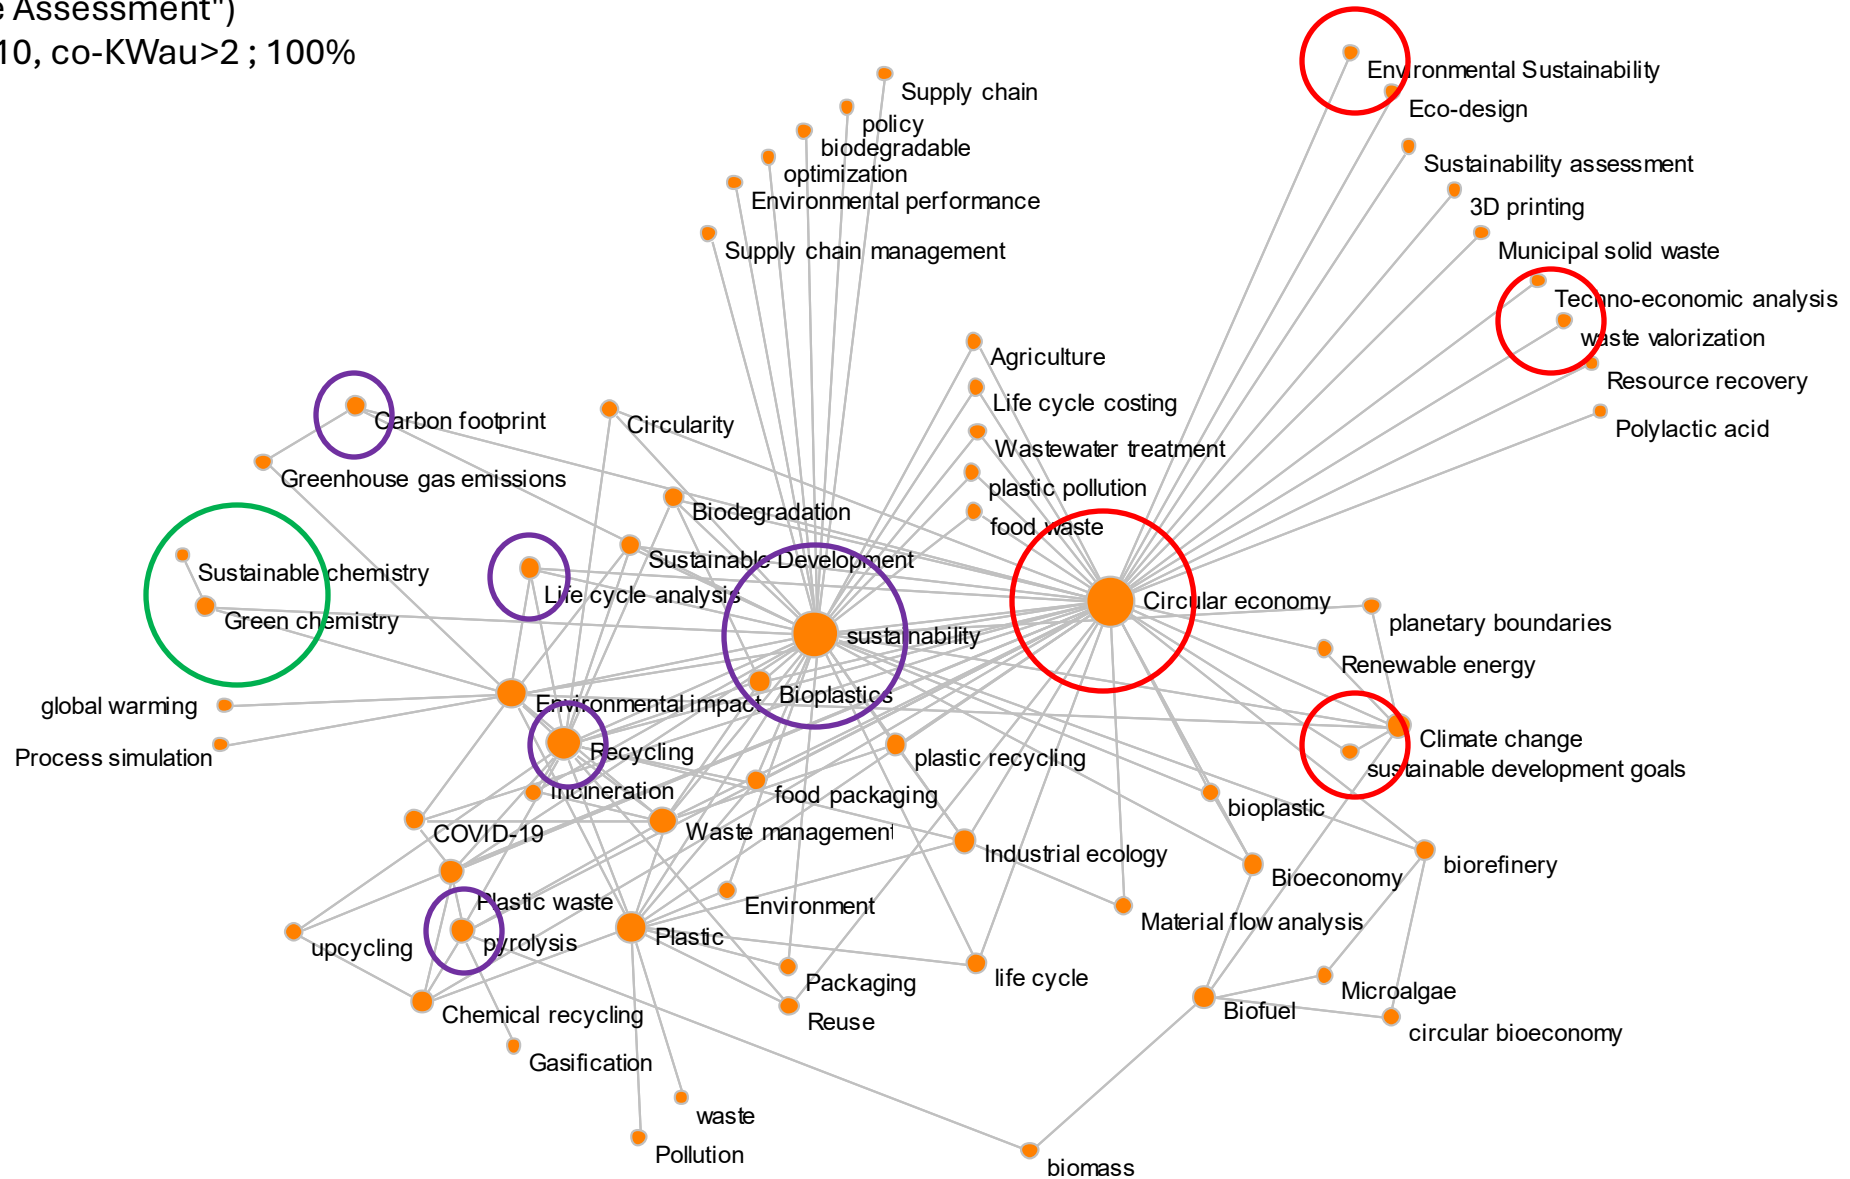 e Assessment")
10, co-KWau>2 ; 100%
Environmental Sustainability
Supply chain
Eco-design
policy
biodegradable
Sustainability assessment
optimization
Environmental performance
3D printing
Supply chain management
Municipal solid waste
Techno-economic analysis
waste valorization
Agriculture
Resource recovery
Life cycle costing
Carbon footprint
Circularity
Polylactic acid
Wastewater treatment
Greenhouse gas emissions
plastic pollution
Biodegradation
food waste
Sustainable Development
Sustainable chemistry
Life cycle analysis
Circular economy
Green chemistry
planetary boundaries
sustainability
Renewable energy
Bioplastics
global warming
Environmental impact
Climate change
Recycling
Process simulation
plastic recycling
sustainable development goals
incineration
food packaging
bioplastic
COVID-19
Waste management
Industrial ecology
biorefinery
Bioeconomy
Plastic waste
Environment
Material flow analysis
Plastic
pyrolysis
upcycling
life cycle
Packaging
Microalgae
Biofuel
Chemical recycling
Reuse
circular bioeconomy
Gasification
waste
Pollution
biomass